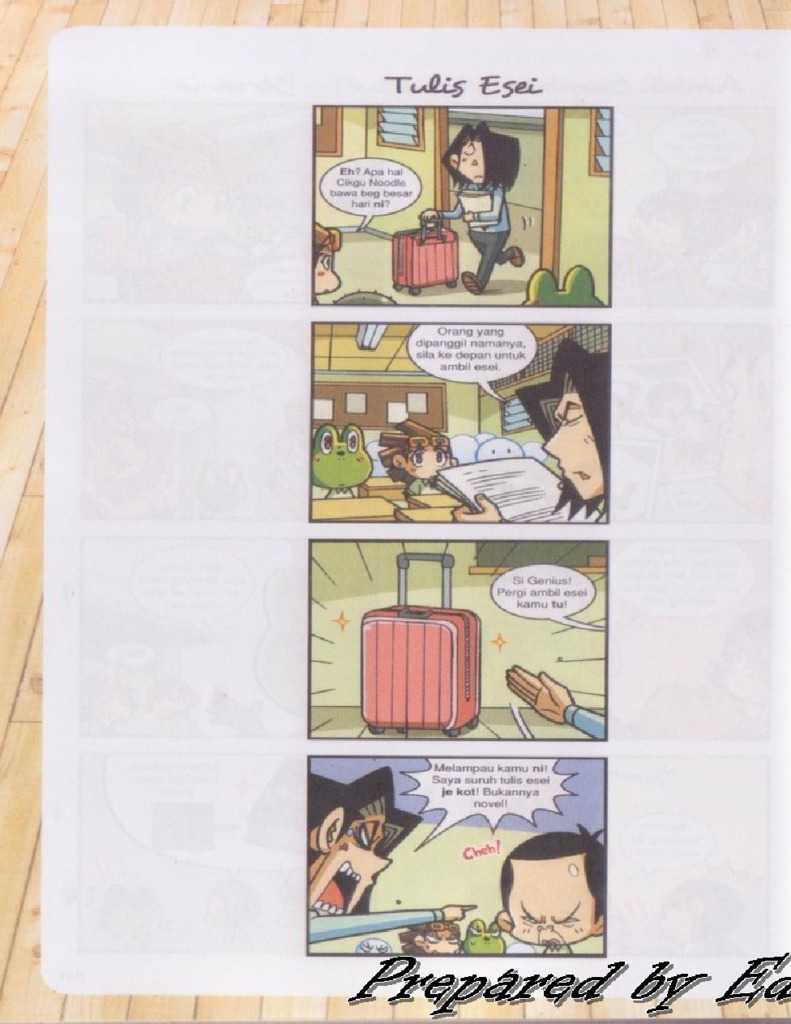 Tulis Esei
Eh? Apa hal
Cikgu Noodle
bawa beg besar
hari ni?
Orang yang
dipanggil namanya,
sila ke depan untuk
ambil esei.
Si Genius!
Pergi ambil esei
kamu tu!
Melampau kamu ni!
Saya suruh tulis esei
je kot! Bukannya
novel!
Cheh!
Prepared by Ed